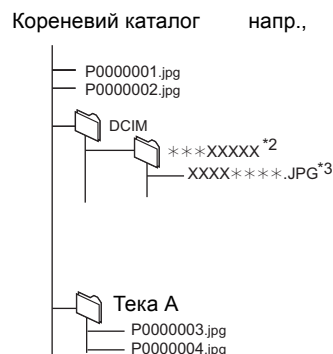 Кореневий каталог напр.,
P0000001.jpg
P0000002.jpg
DCIM
✳✳✳XXXXX *2
XXXX✳✳✳✳.JPG*3
Тека A
P0000003.jpg
P0000004.jpg